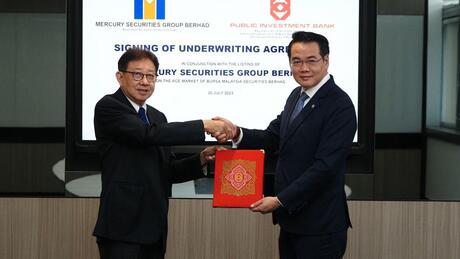 MERCURY SECURITIES GROUP BERHAD
PUBLIC INVESTMENT BANK
SIGNING OF UNDERWRITING AGRE
IN CONJUNCTION WITH THE LISTING OF
RCURY SECURITIES GROUP BERHA
ON THE ACE MARKET OF BURSA MALAYSIA SECURITIES BERHAD